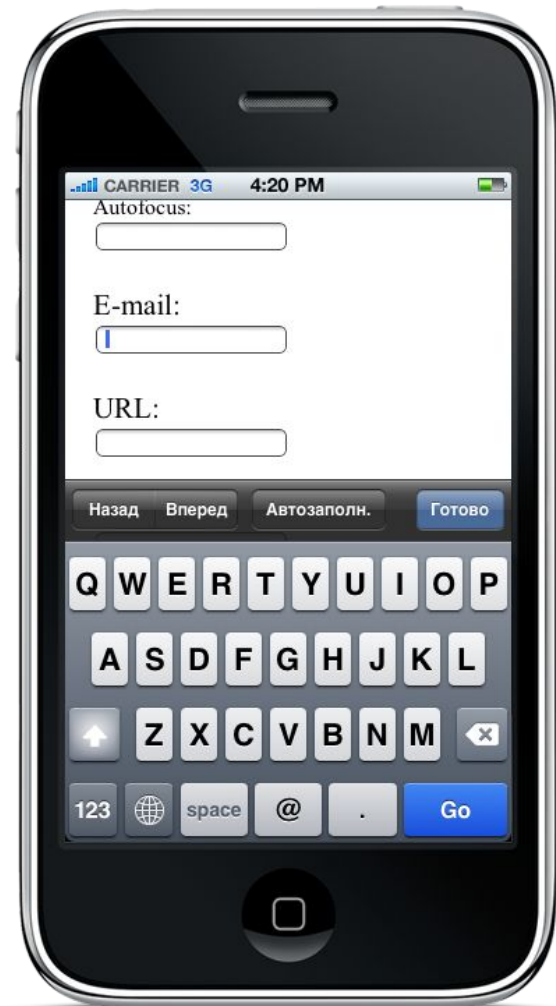 CARRIER 3G 4:20 PM
Autofocus:
E-mail:
URL:
Назад Вперед Автозаполн. Готово
Q W E R T Y U I O P
A S D F G H J K L
Z X C V B N M
123 space @ . Go